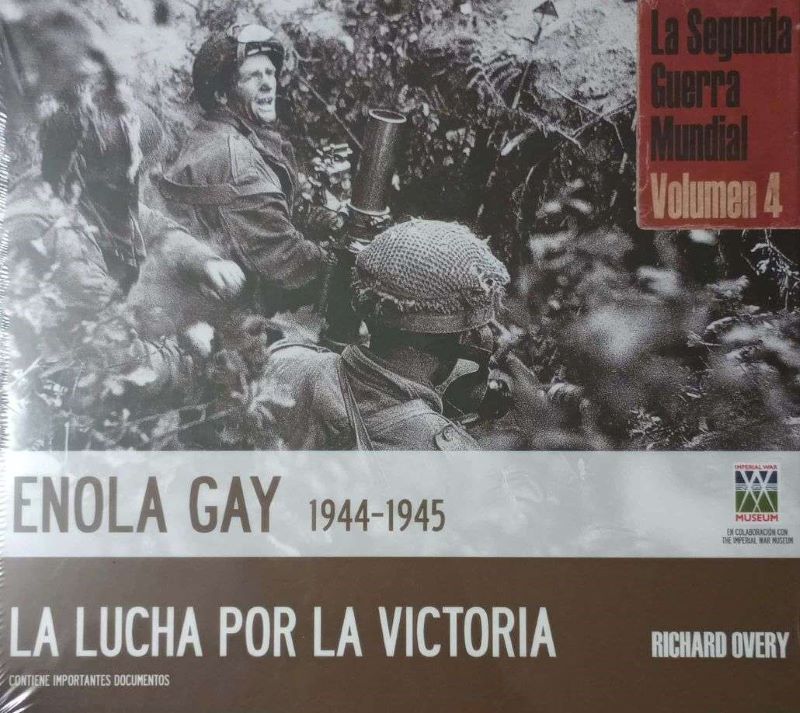 La Segunda
Guerra
Mundial
Volumen 4
ENOLA GAY 1944-1945
IMPERIAL WAR
MUSEUM
EN COLABORACIÓN CON
THE IMPERIAL WAR MUSEUM
LA LUCHA POR LA VICTORIA
RICHARD OVERY
CONTIENE IMPORTANTES DOCUMENTOS